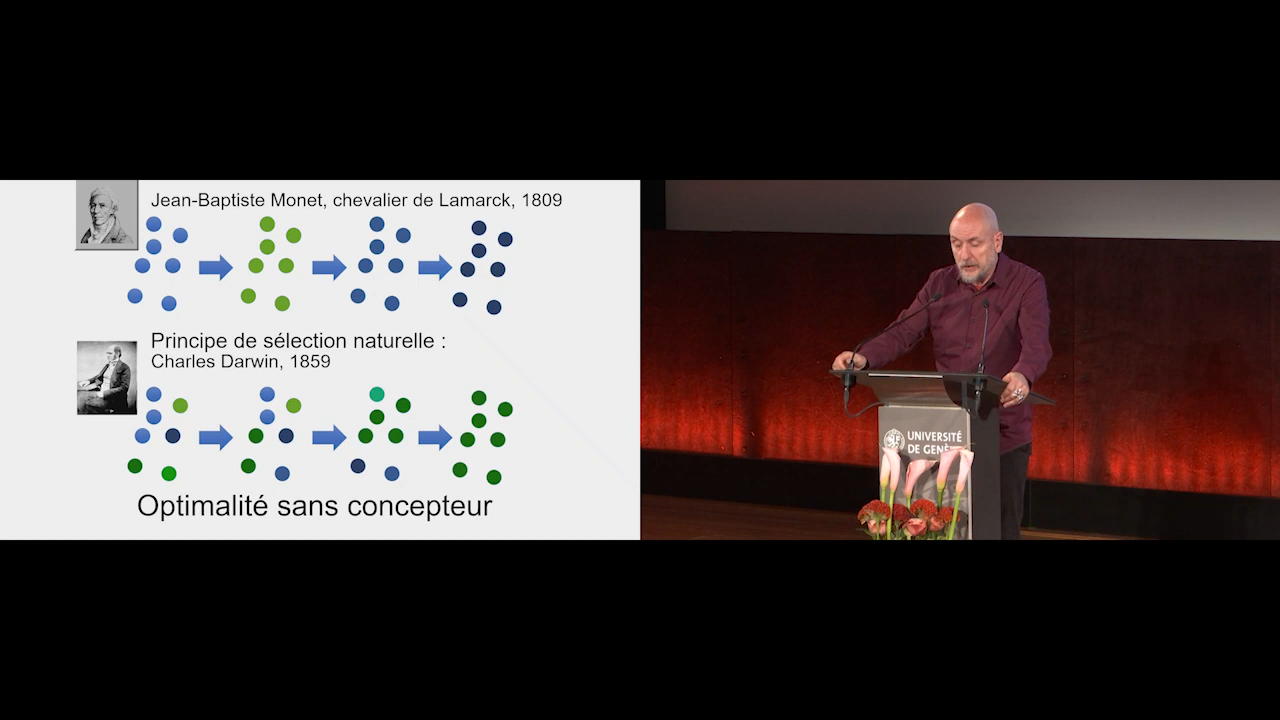 Jean-Baptiste Monet, chevalier de Lamarck, 1809
Principe de sélection naturelle :
Charles Darwin, 1859
Optimalité sans concepteur
UNIVERSITÉ
DE